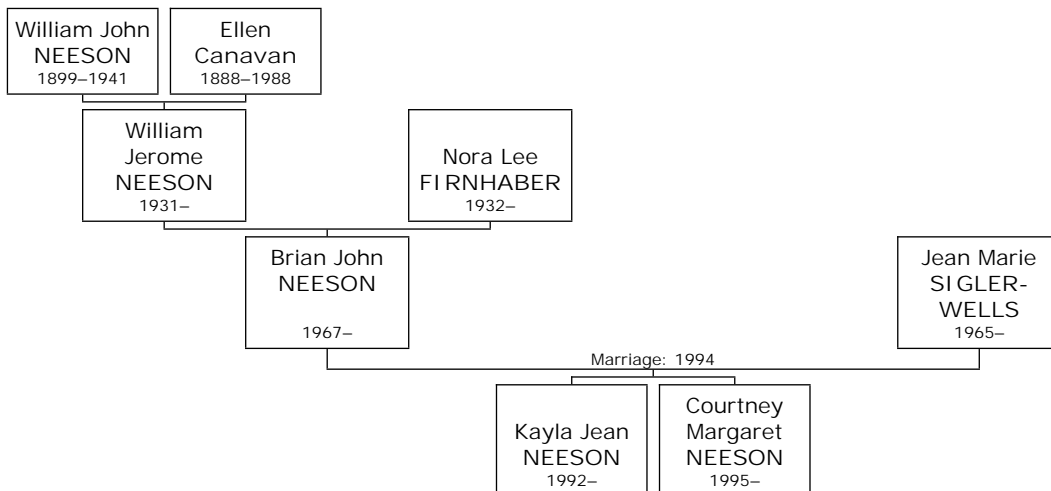 William John
NEESON
1899–1941
Ellen
Canavan
1888–1988
William
Jerome
NEESON
1931–
Nora Lee
FIRNHABER
1932–
Brian John
NEESON
1967–
Jean Marie
SIGLER-
WELLS
1965–
Marriage: 1994
Kayla Jean
NEESON
1992–
Courtney
Margaret
NEESON
1995–